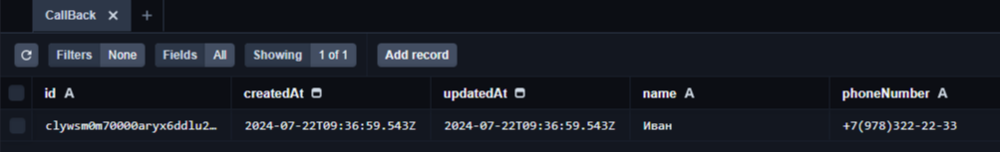 CallBack
Filters None Fields All Showing 1 of 1 Add record
id A createdAt updatedAt name A phoneNumber A
clywsm0m70000aryx6ddlu2… 2024-07-22T09:36:59.543Z 2024-07-22T09:36:59.543Z Иван +7(978)322-22-33